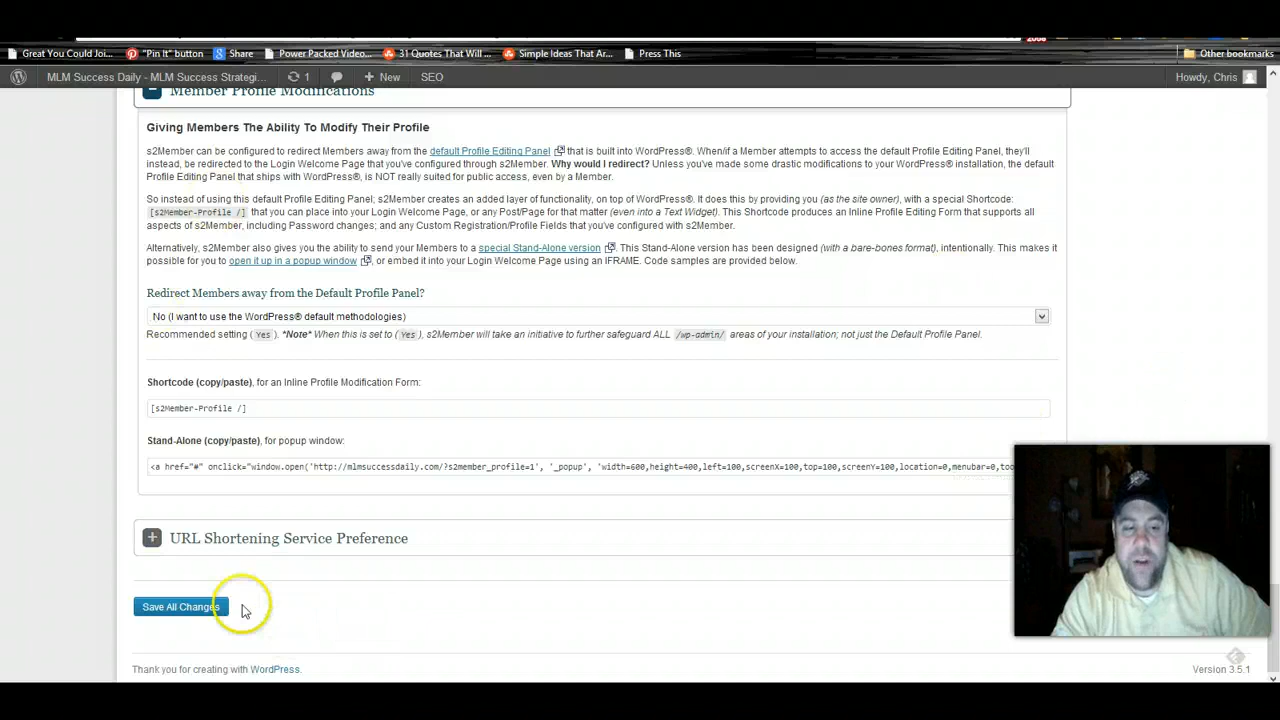 Great You Could Joi...
"Pin It" button
Share
Power Packed Video...
31 Quotes That Will ...
Simple Ideas That Ar...
Press This
Other bookmarks
MLM Success Daily - MLM Success Strategi...
1
New
SEO
Howdy, Chris
Member Profile Modifications
Giving Members The Ability To Modify Their Profile
s2Member can be configured to redirect Members away from the default Profile Editing Panel that is built into WordPress®. When/if a Member attempts to access the default Profile Editing Panel, they'll
instead, be redirected to the Login Welcome Page that you've configured through s2Member. Why would I redirect? Unless you've made some drastic modifications to your WordPress® installation, the default
Profile Editing Panel that ships with WordPress®, is NOT really suited for public access, even by a Member.
So instead of using this default Profile Editing Panel; s2Member creates an added layer of functionality, on top of WordPress®. It does this by providing you (as the site owner), with a special Shortcode:
[s2Member-Profile /] that you can place into your Login Welcome Page, or any Post/Page for that matter (even into a Text Widget). This Shortcode produces an Inline Profile Editing Form that supports all
aspects of s2Member, including Password changes; and any Custom Registration/Profile Fields that you've configured with s2Member.
Alternatively, s2Member also gives you the ability to send your Members to a special Stand-Alone version. This Stand-Alone version has been designed (with a bare-bones format), intentionally. This makes it
possible for you to open it up in a popup window, or embed it into your Login Welcome Page using an IFRAME. Code samples are provided below.
Redirect Members away from the Default Profile Panel?
No (I want to use the WordPress® default methodologies)
Recommended setting (Yes). *Note* When this is set to (Yes), s2Member will take an initiative to further safeguard ALL /wp-admin/ areas of your installation; not just the Default Profile Panel.
Shortcode (copy/paste), for an Inline Profile Modification Form:
[s2Member-Profile /]
Stand-Alone (copy/paste), for popup window:
<a href="#" onclick="window.open('http://mlmsuccessdaily.com/?s2member_profile=1', '_popup', 'width=600,height=400,left=100,screenX=100,top=100,screenY=100,location=0,menubar=0,too
URL Shortening Service Preference
Save All Changes
Thank you for creating with WordPress.
Version 3.5.1